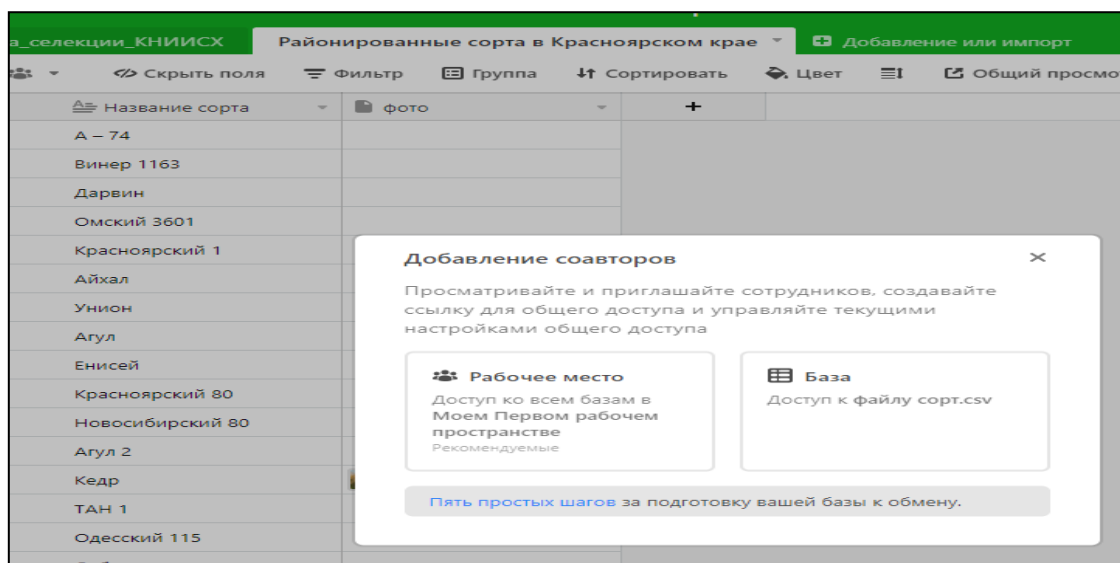 а_селекции_КНИИСХ Районированные сорта в Красноярском крае Добавление или импорт
Скрыть поля Фильтр Группа Сортировать Цвет Общий просмо
Название сорта фото +
А – 74
Винер 1163
Дарвин
Омский 3601
Красноярский 1
Айхал
Унион
Агул
Енисей
Красноярский 80
Новосибирский 80
Агул 2
Кедр
ТАН 1
Одесский 115
Добавление соавторов
Просматривайте и приглашайте сотрудников, создавайте
ссылку для общего доступа и управляйте текущими
настройками общего доступа
Рабочее место
Доступ ко всем базам в
Моем Первом рабочем
пространстве
Рекомендуемые
База
Доступ к файлу сорт.csv
Пять простых шагов за подготовку вашей базы к обмену.